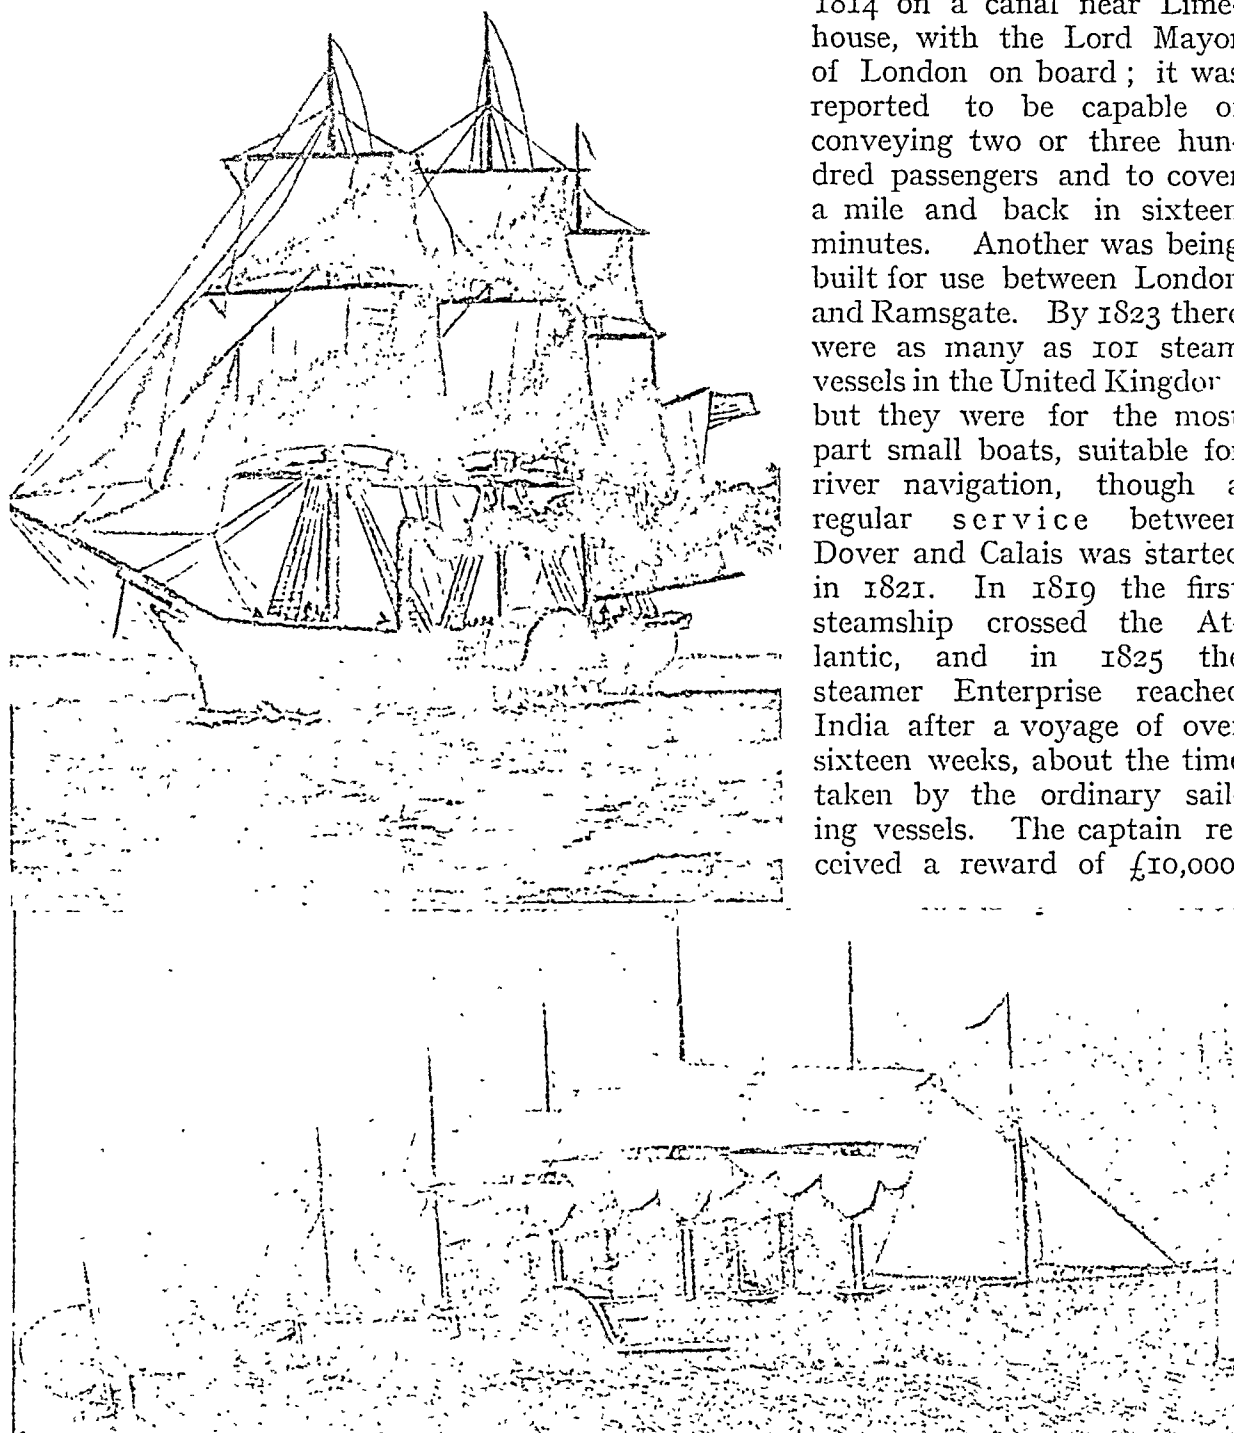 1814 on a canal near Lime-
house, with the Lord Mayor
of London on board ; it was
reported to be capable of
conveying two or three hun-
dred passengers and to cover
a mile and back in sixteen
minutes. Another was being
built for use between London
and Ramsgate. By 1823 there
were as many as 101 steam
vessels in the United Kingdom
but they were for the most
part small boats, suitable for
river navigation, though a
regular service between
Dover and Calais was started
in 1821. In 1819 the first
steamship crossed the At-
lantic, and in 1825 the
steamer Enterprise reached
India after a voyage of over
sixteen weeks, about the time
taken by the ordinary sail-
ing vessels. The captain re-
ceived a reward of £10,000